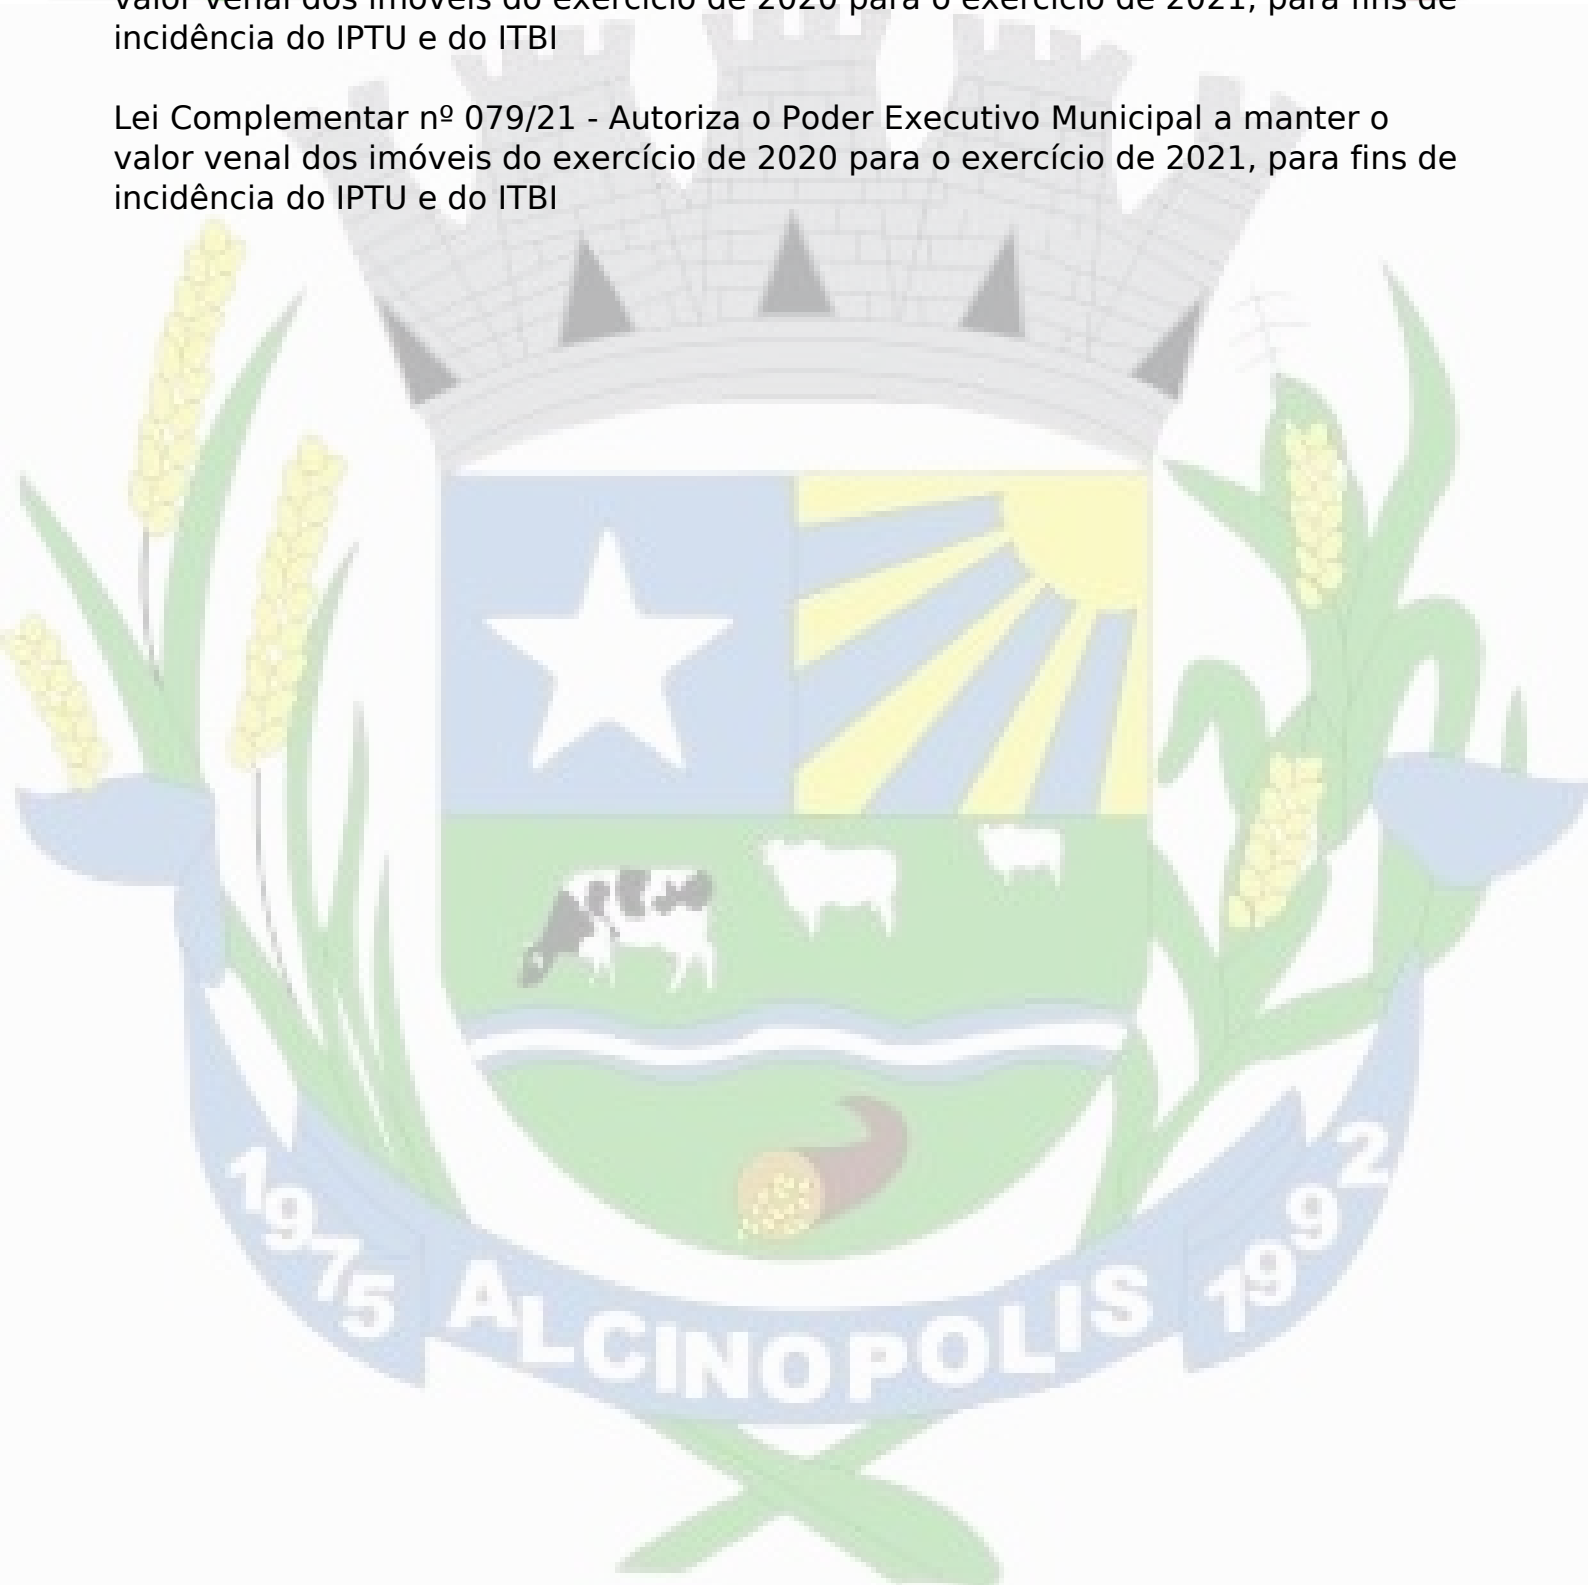 valor venal dos imóveis do exercício de 2020 para o exercício de 2021, para fins de
incidência do IPTU e do ITBI
Lei Complementar nº 079/21 - Autoriza o Poder Executivo Municipal a manter o
valor venal dos imóveis do exercício de 2020 para o exercício de 2021, para fins de
incidência do IPTU e do ITBI
1975 ALCINOPOLIS 1992